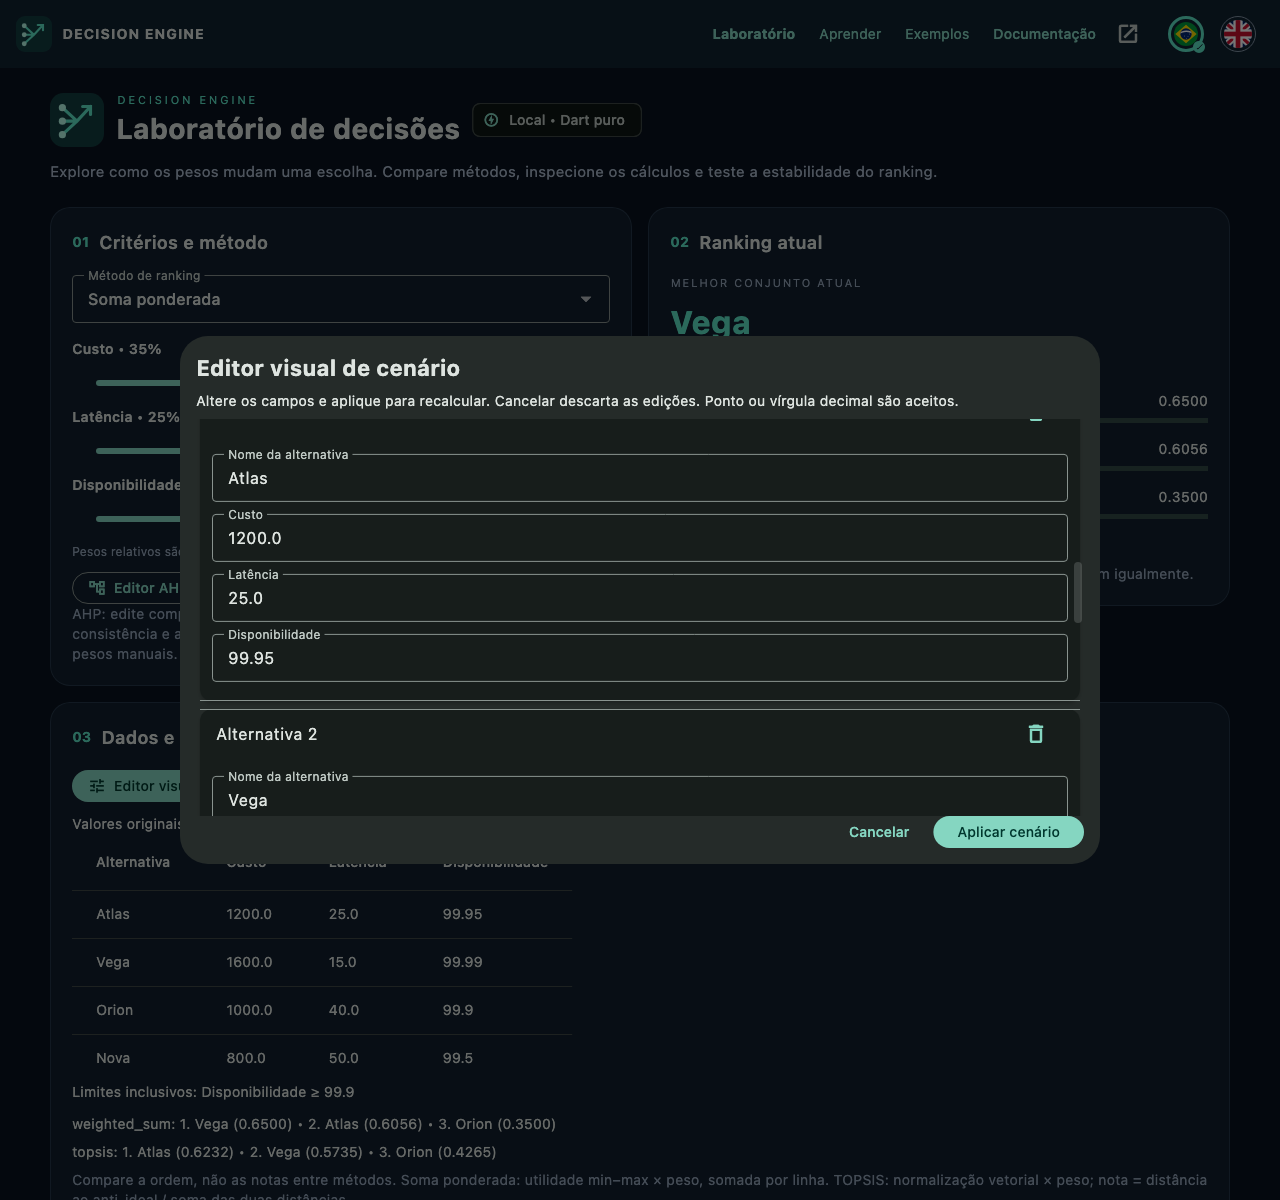 DECISION ENGINE
Laboratório
Aprender
Exemplos
Documentação
DECISION ENGINE
Laboratório de decisões
Local • Dart puro
Explore como os pesos mudam uma escolha. Compare métodos, inspecione os cálculos e teste a estabilidade do ranking.
01 Critérios e método
Método de ranking
Soma ponderada
Custo • 35%
Latência • 25%
Disponibilidade
Pesos relativos
Editor AH
AHP: edite
consistência e a
pesos manuais.
02 Ranking atual
MELHOR CONJUNTO ATUAL
Vega
0.6500
0.6056
0.3500
m igualmente.
Editor visual de cenário
Altere os campos e aplique para recalcular. Cancelar descarta as edições. Ponto ou vírgula decimal são aceitos.
Nome da alternativa
Atlas
Custo
1200.0
Latência
25.0
Disponibilidade
99.95
Alternativa 2
Nome da alternativa
Vega
Cancelar
Aplicar cenário
03 Dados e
Editor
Valores originais
Alternativa Custo Latência Disponibilidade
Atlas 1200.0 25.0 99.95
Vega 1600.0 15.0 99.99
Orion 1000.0 40.0 99.9
Nova 800.0 50.0 99.5
Limites inclusivos: Disponibilidade ≥ 99.9
weighted_sum: 1. Vega (0.6500) • 2. Atlas (0.6056) • 3. Orion (0.3500)
topsis: 1. Atlas (0.6232) • 2. Vega (0.5735) • 3. Orion (0.4265)
Compare a ordem, não as notas entre métodos. Soma ponderada: utilidade min–max × peso, somada por linha. TOPSIS: normalização vetorial × peso; nota = distância
ao anti-ideal / soma das duas distâncias.